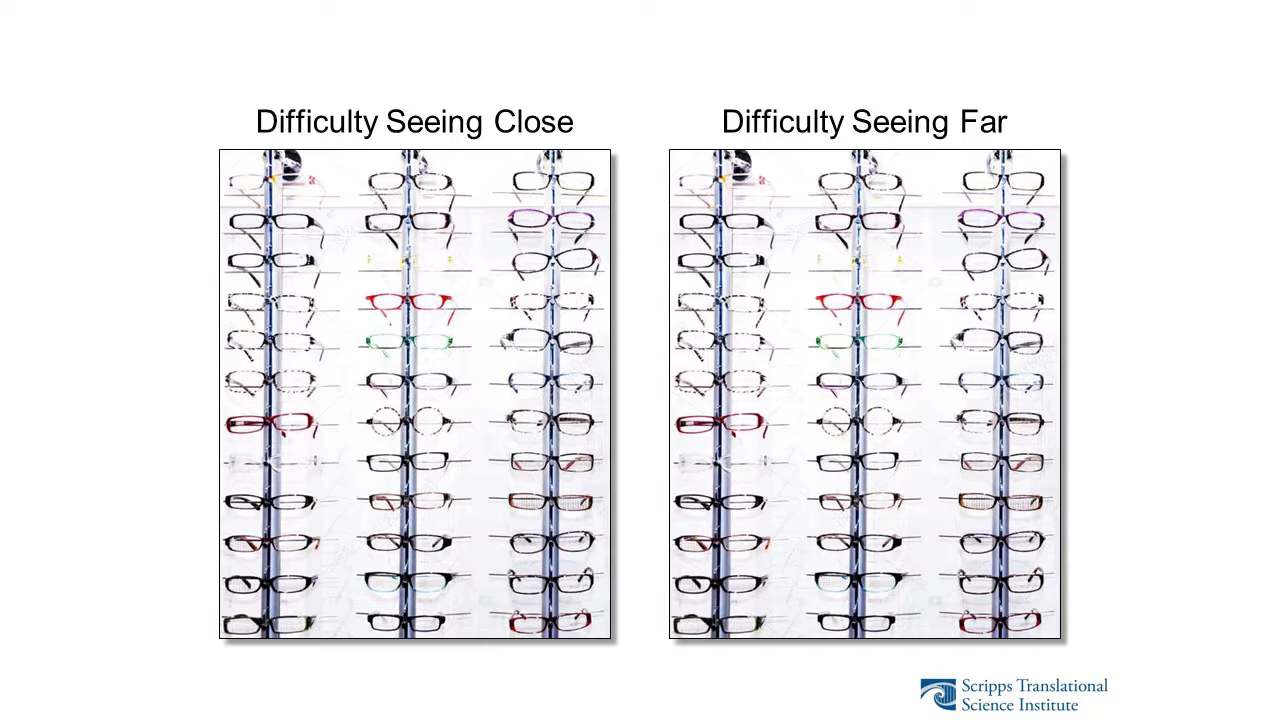 Difficulty Seeing Close
Difficulty Seeing Far
Scripps Translational
Science Institute